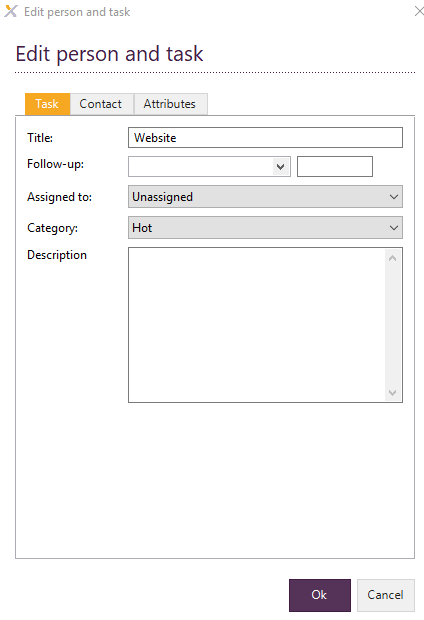 Edit person and task
Edit person and task
Task Contact Attributes
Title: Website
Follow-up:
Assigned to: Unassigned
Category: Hot
Description
Ok Cancel